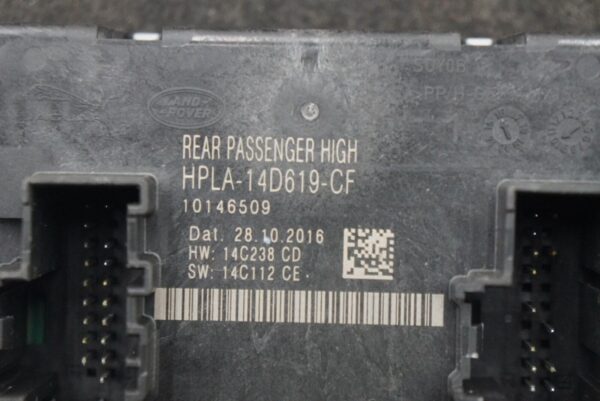 LAND-
ROVER
REAR PASSENGER HIGH
HPLA-14D619-CF
10146509
Dat. 28.10.2016
HW: 14C238 CD
SW: 14C112 CE